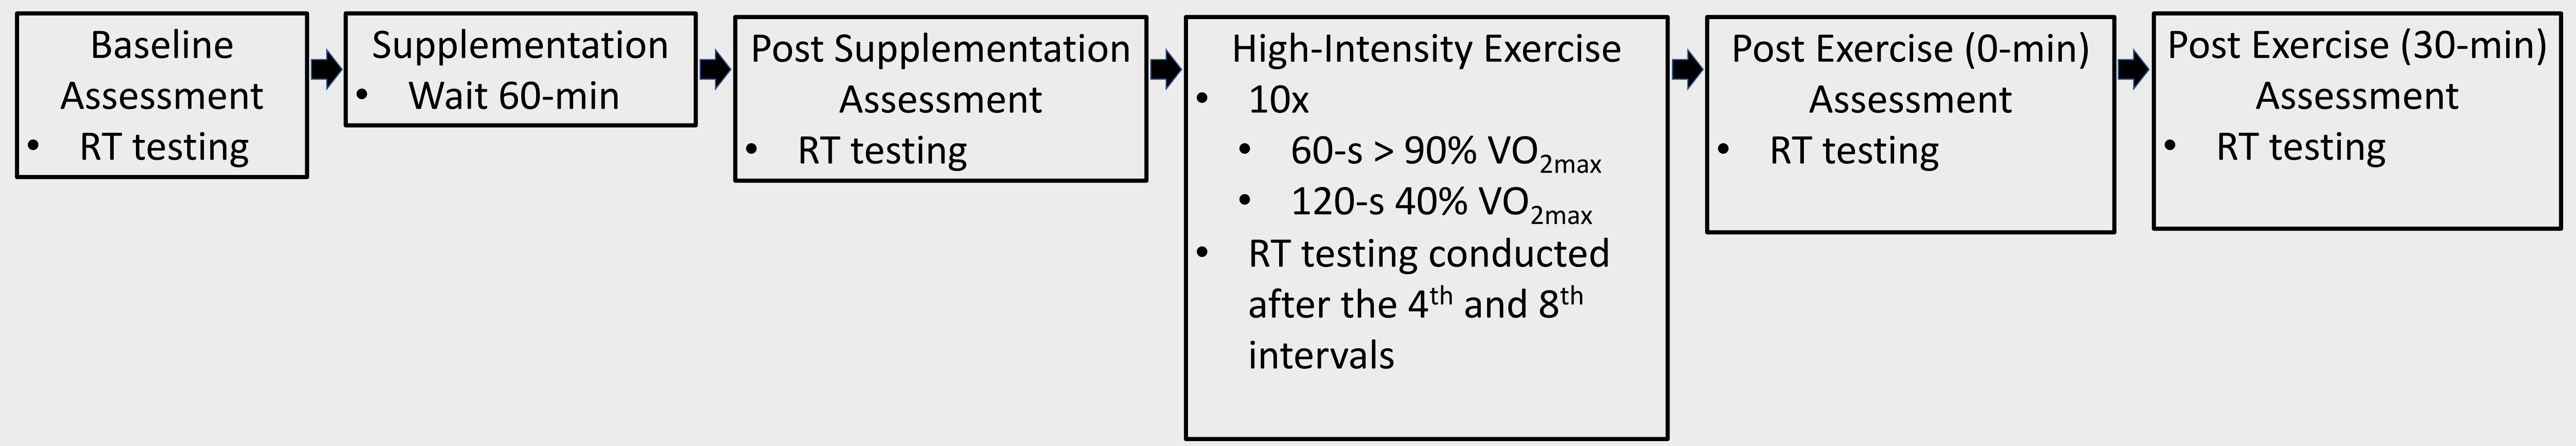 Baseline
Assessment
• RT testing
Supplementation
• Wait 60-min
Post Supplementation
Assessment
• RT testing
High-Intensity Exercise
• 10x
• 60-s > 90% VO2max
• 120-s 40% VO2max
• RT testing conducted
after the 4th and 8th
intervals
Post Exercise (0-min)
Assessment
• RT testing
Post Exercise (30-min)
Assessment
• RT testing